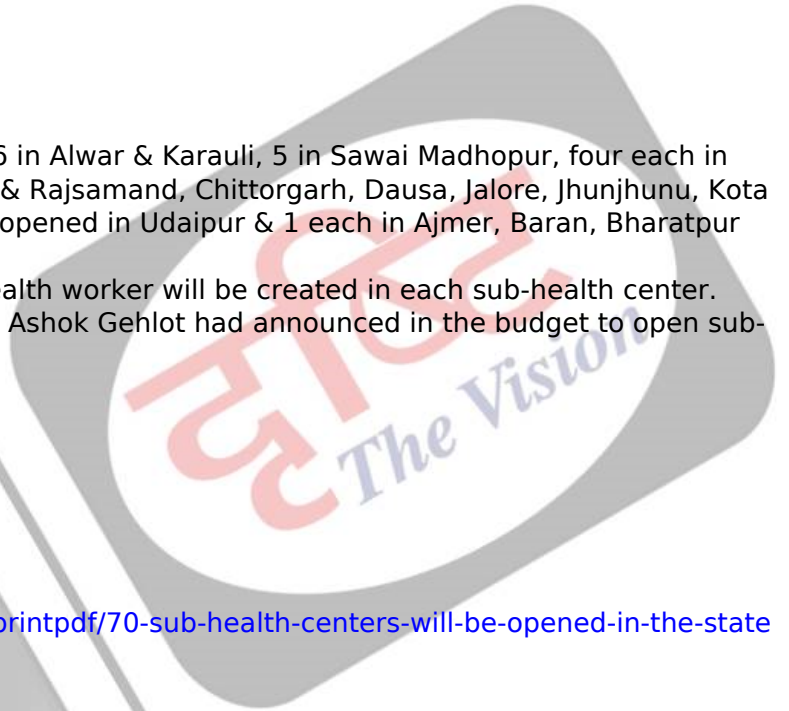 6 in Alwar & Karauli, 5 in Sawai Madhopur, four each in
& Rajsamand, Chittorgarh, Dausa, Jalore, Jhunjhunu, Kota
opened in Udaipur & 1 each in Ajmer, Baran, Bharatpur
ealth worker will be created in each sub-health center.
Ashok Gehlot had announced in the budget to open sub-
दृष्टि
The Vision
printpdf/70-sub-health-centers-will-be-opened-in-the-state